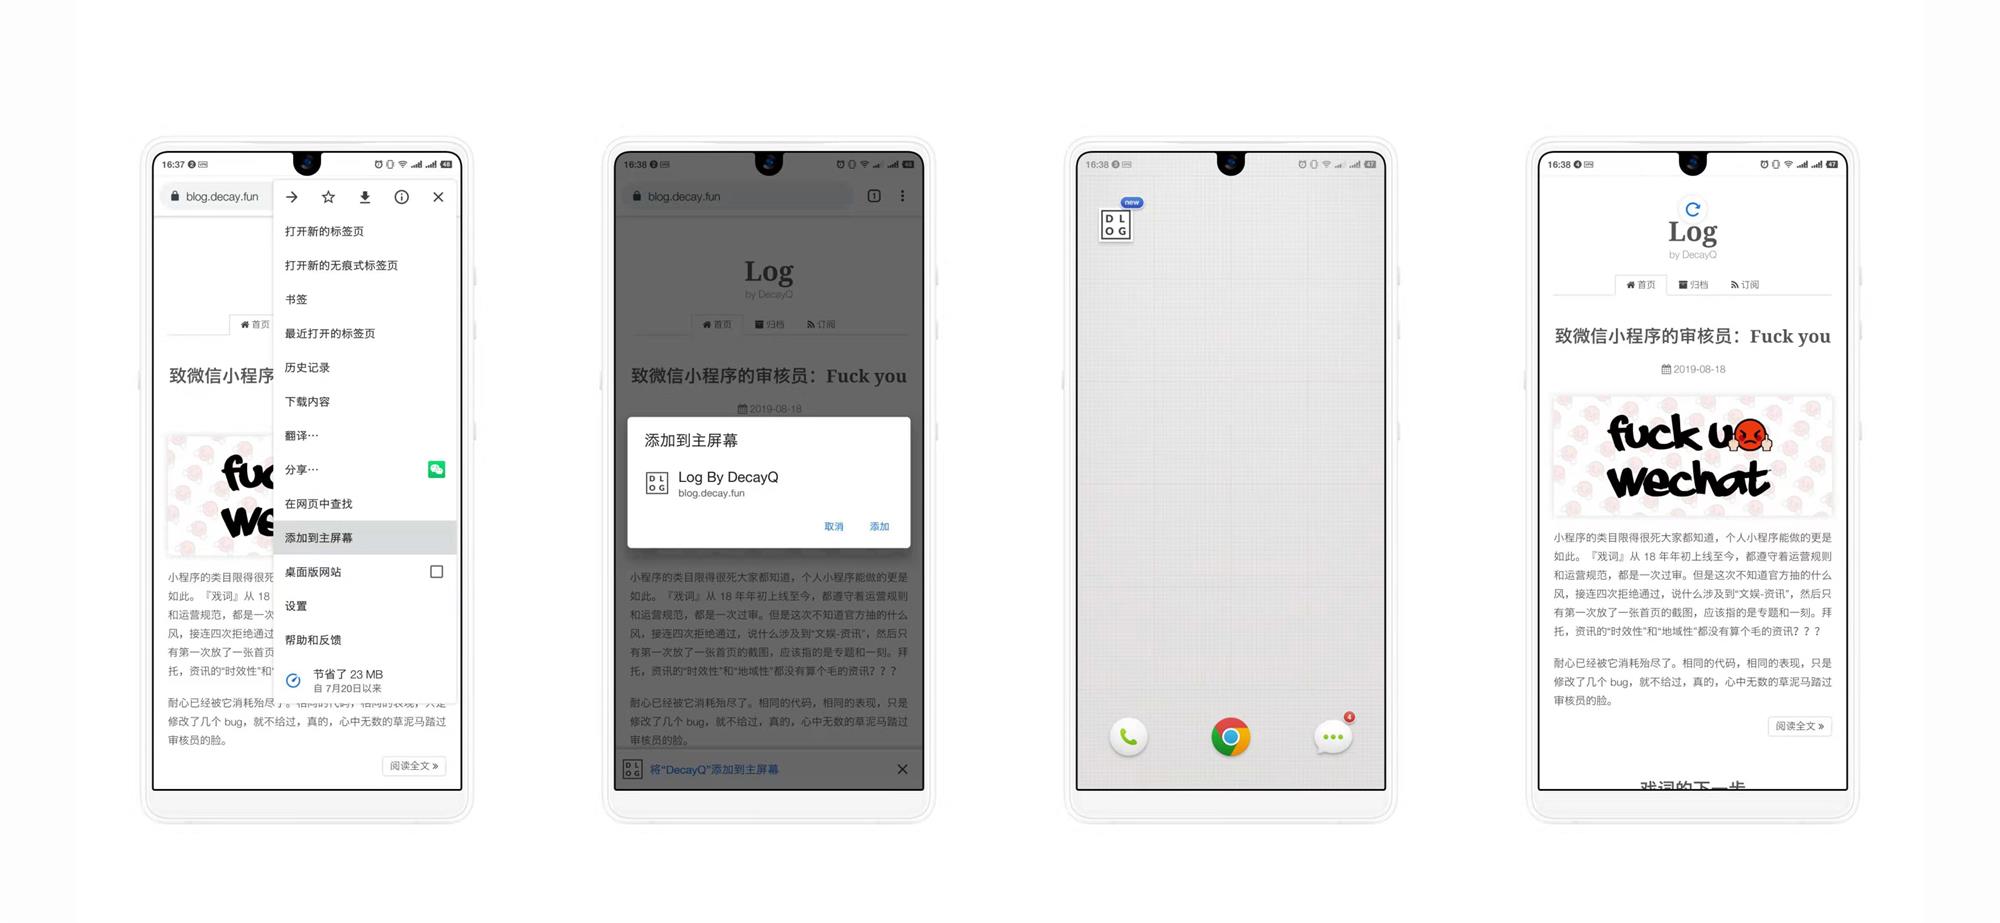 16:37
48
blog.decay.fun
打开新的标签页
打开新的无痕式标签页
书签
最近打开的标签页
首页
历史记录
致微信小程序
下载内容
翻译…
分享…
fuc
we
在网页中查找
添加到主屏幕
桌面版网站
设置
帮助和反馈
节省了 23 MB
自 7月20日以来
小程序的类目限得很死
如此。『戏词』从 18
和运营规范，都是一次
风，接连四次拒绝通过
有第一次放了一张首页
托，资讯的“时效性”和“
耐心已经被它消耗殆尽了。相同的代码，相同的表现，只是
修改了几个 bug，就不给过，真的，心中无数的草泥马踏过
审核员的脸。
阅读全文 »
16:38
48
blog.decay.fun
1
Log
by DecayQ
首页 归档 订阅
致微信小程序的审核员：Fuck you
2019-08-18
添加到主屏幕
D L
O G
Log By DecayQ
blog.decay.fun
取消 添加
小程序的类目限得很死大家都知道，个人小程序能做的更是
如此。『戏词』从 18 年年初上线至今，都遵守着运营规则
和运营规范，都是一次过审。但是这次不知道官方抽的什么
风，接连四次拒绝通过，说什么涉及到“文娱-资讯”，然后只
有第一次放了一张首页的截图，应该指的是专题和一刻。拜
托，资讯的“时效性”和“地域性”都没有算个毛的资讯？？？
耐心已经被它消耗殆尽了。相同的代码，相同的表现，只是
修改了几个 bug，就不给过，真的，心中无数的草泥马踏过
审核员的脸。
D L
O G
将“DecayQ”添加到主屏幕
16:38
47
new
D L
O G
4
16:38
47
Log
by DecayQ
首页 归档 订阅
致微信小程序的审核员：Fuck you
2019-08-18
fuck u
wechat
小程序的类目限得很死大家都知道，个人小程序能做的更是
如此。『戏词』从 18 年年初上线至今，都遵守着运营规则
和运营规范，都是一次过审。但是这次不知道官方抽的什么
风，接连四次拒绝通过，说什么涉及到“文娱-资讯”，然后只
有第一次放了一张首页的截图，应该指的是专题和一刻。拜
托，资讯的“时效性”和“地域性”都没有算个毛的资讯？？？
耐心已经被它消耗殆尽了。相同的代码，相同的表现，只是
修改了几个 bug，就不给过，真的，心中无数的草泥马踏过
审核员的脸。
阅读全文 »
戏词的下一步